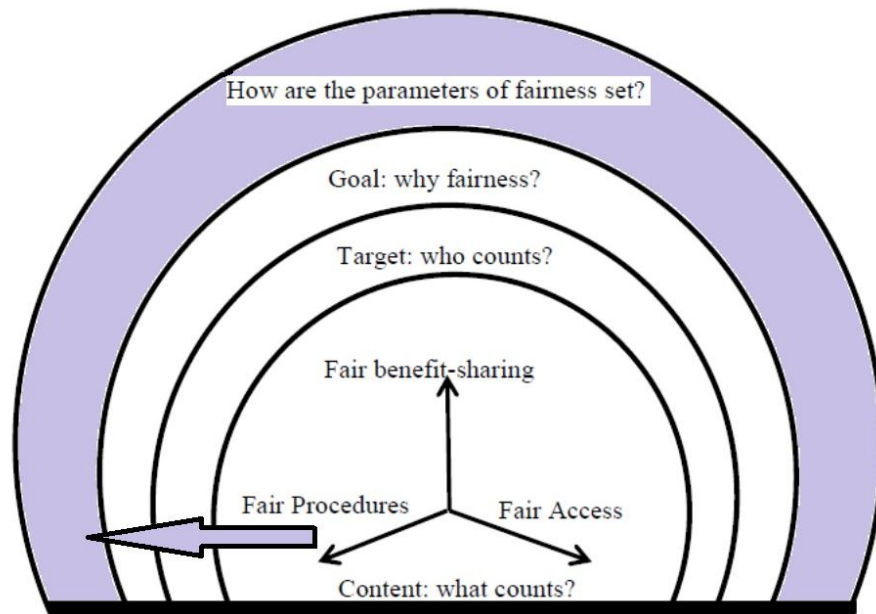 How are the parameters of fairness set?
Goal: why fairness?
Target: who counts?
Fair benefit-sharing
Fair Procedures
Fair Access
Content: what counts?